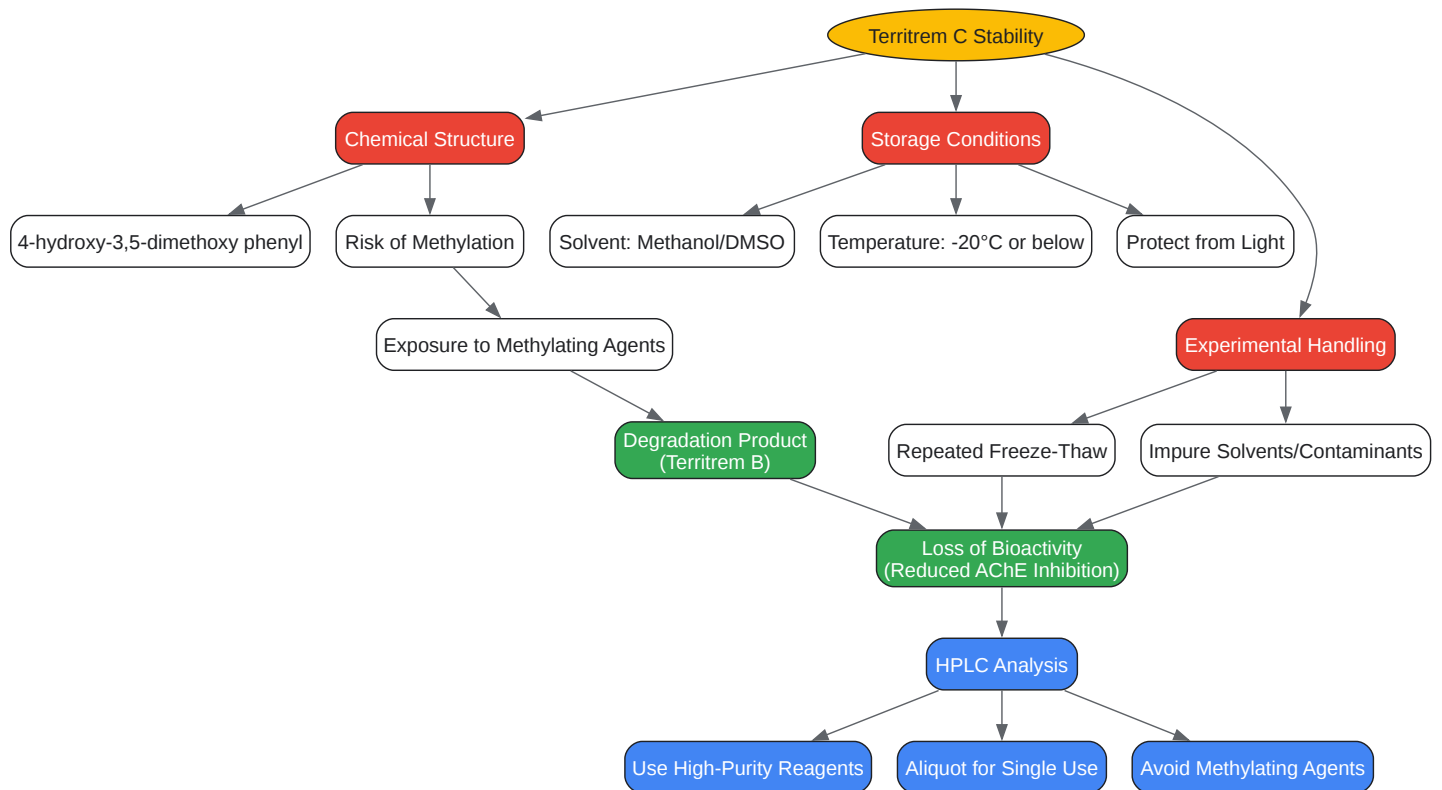 Territrem C Stability
Chemical Structure
Storage Conditions
4-hydroxy-3,5-dimethoxy phenyl
Risk of Methylation
Solvent: Methanol/DMSO
Temperature: -20°C or below
Protect from Light
Exposure to Methylating Agents
Experimental Handling
Degradation Product
(Territrem B)
Repeated Freeze-Thaw
Impure Solvents/Contaminants
Loss of Bioactivity
(Reduced AChE Inhibition)
HPLC Analysis
Use High-Purity Reagents
Aliquot for Single Use
Avoid Methylating Agents